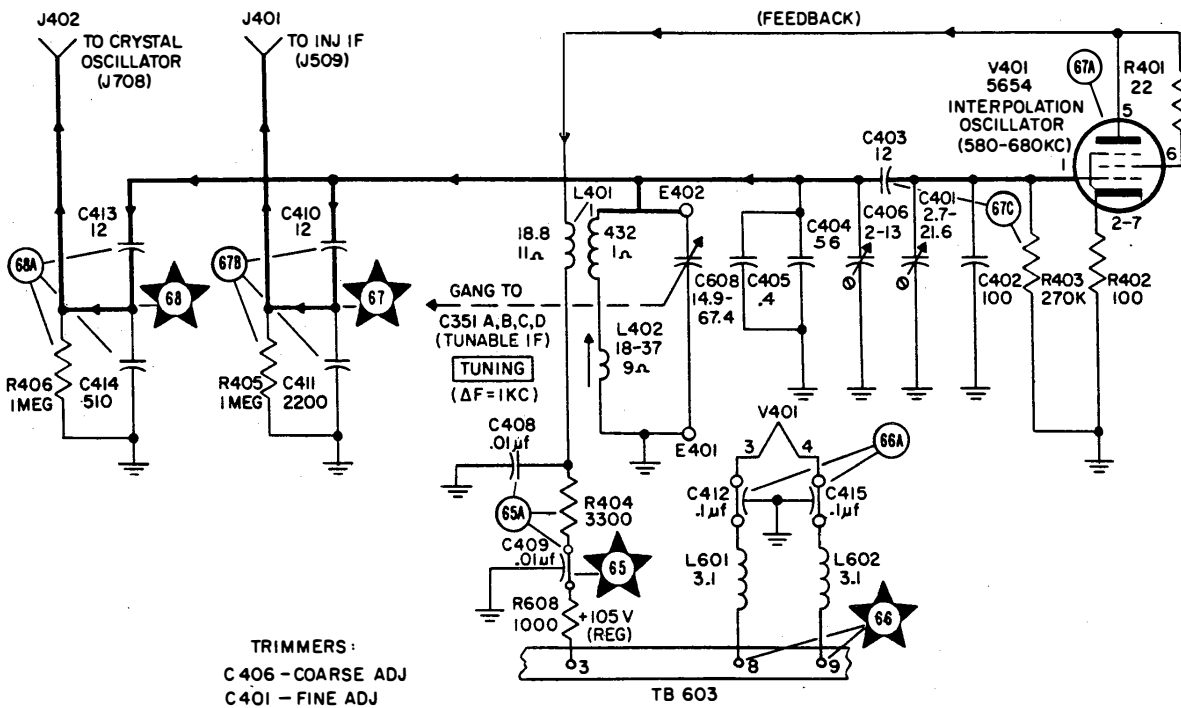 J402
TO CRYSTAL
OSCILLATOR
(J708)
J401
TO INJ IF
(J509)
(FEEDBACK)
V401
5654
INTERPOLATION
OSCILLATOR
(580-680KC)
67A
5
R401
22
6
1
2-7
C413
12
68A
68
R406
1MEG
C414
510
C410
12
67B
67
R405
1MEG
C411
2200
L401
18.8
11Ω
432
1Ω
E402
GANG TO
C351 A,B,C,D
(TUNABLE IF)
TUNING
(ΔF=1KC)
L402
18-37
9Ω
C608
14.9-
67.4
E401
C405
.4
C404
56
C406
2-13
C403
12
C401
2.7-
21.6
67C
C402
100
R403
270K
R402
100
C408
.01µf
65A
R404
3300
C409
.01µf
65
R608
1000
+105V
(REG)
V401
3
4
66A
C412
.1µf
C415
.1µf
L601
3.1
L602
3.1
66
3
8
9
TB 603
TRIMMERS:
C406-COARSE ADJ
C401-FINE ADJ